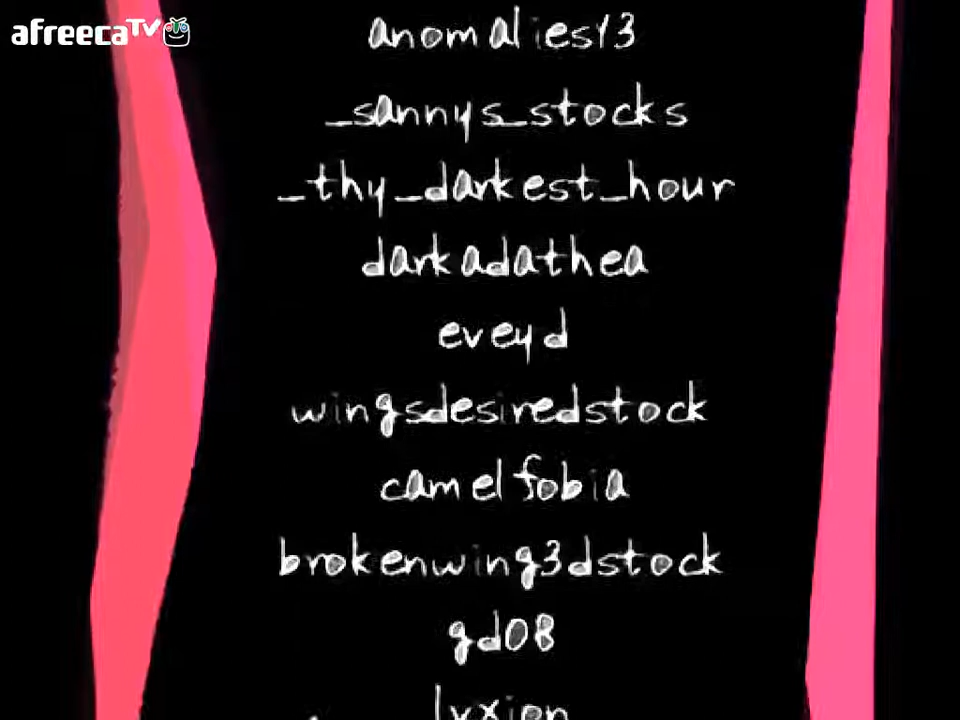 afreecaTV
anomalies13
_sannys_stocks
_thy_darkest_hour
darkadathea
eveyd
wingsdesiredstock
camelfobia
brokenwing3dstock
gd08